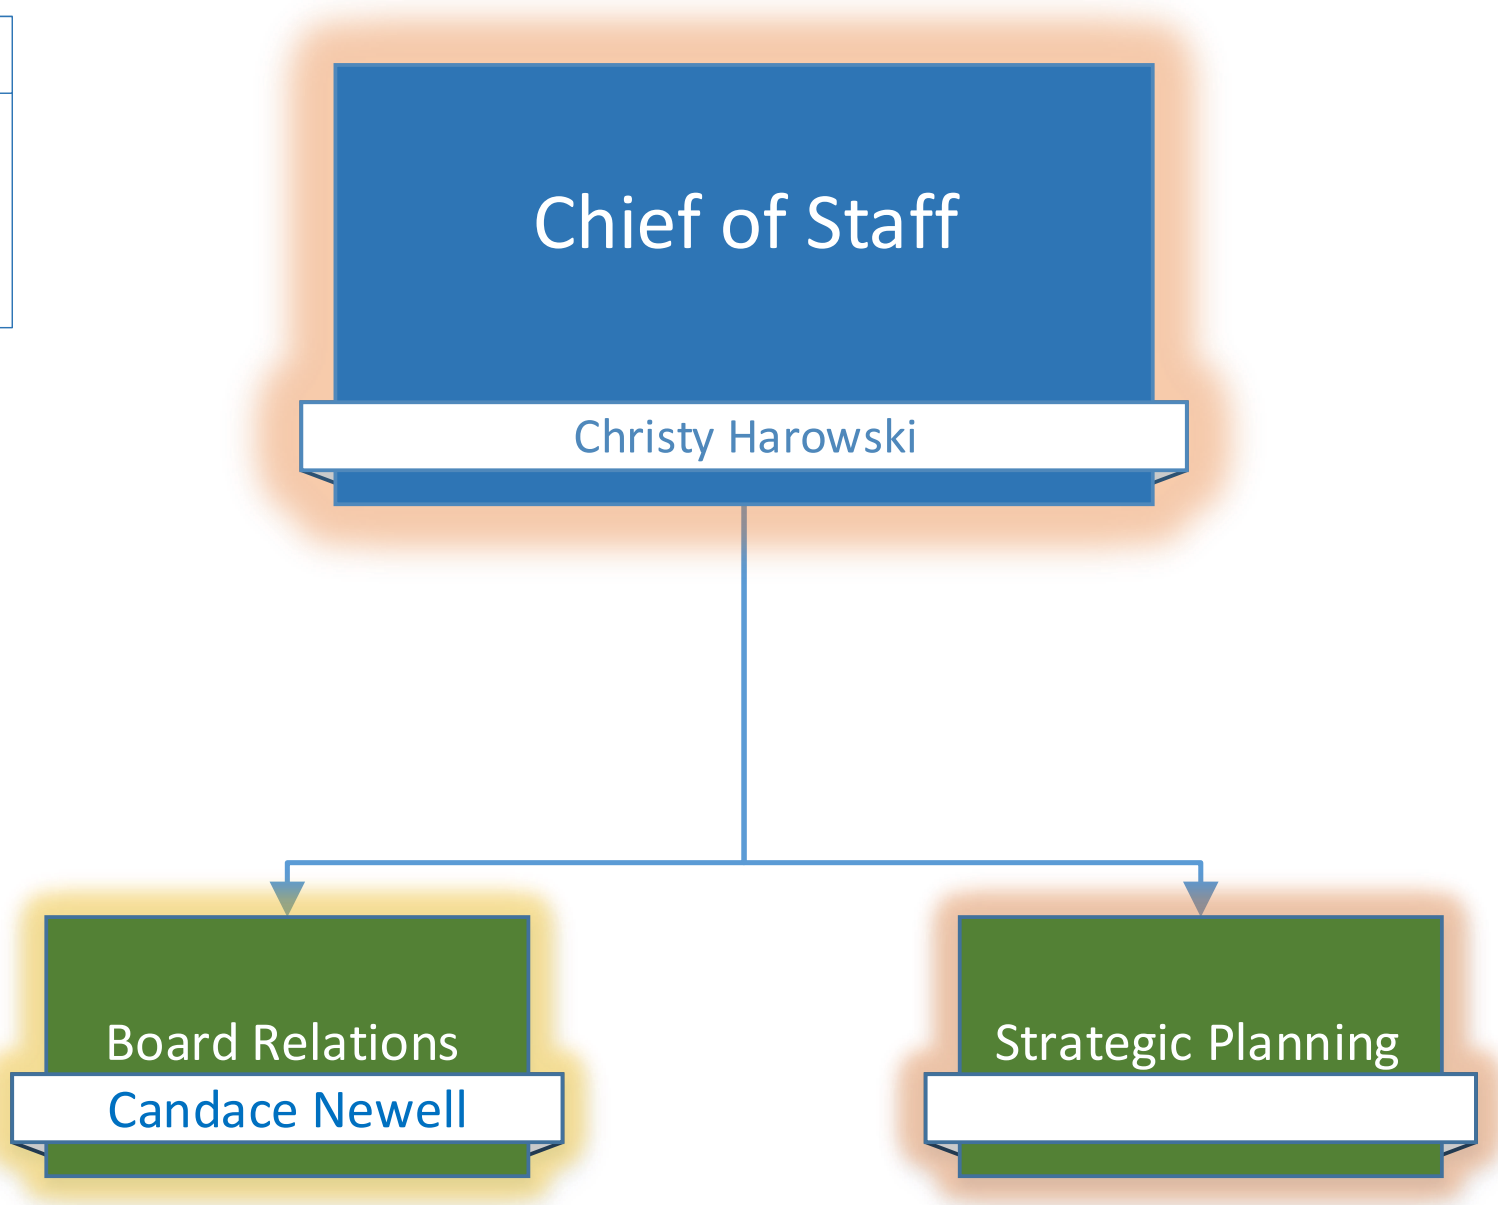 Chief of Staff
Christy Harowski
Board Relations
Candace Newell
Strategic Planning